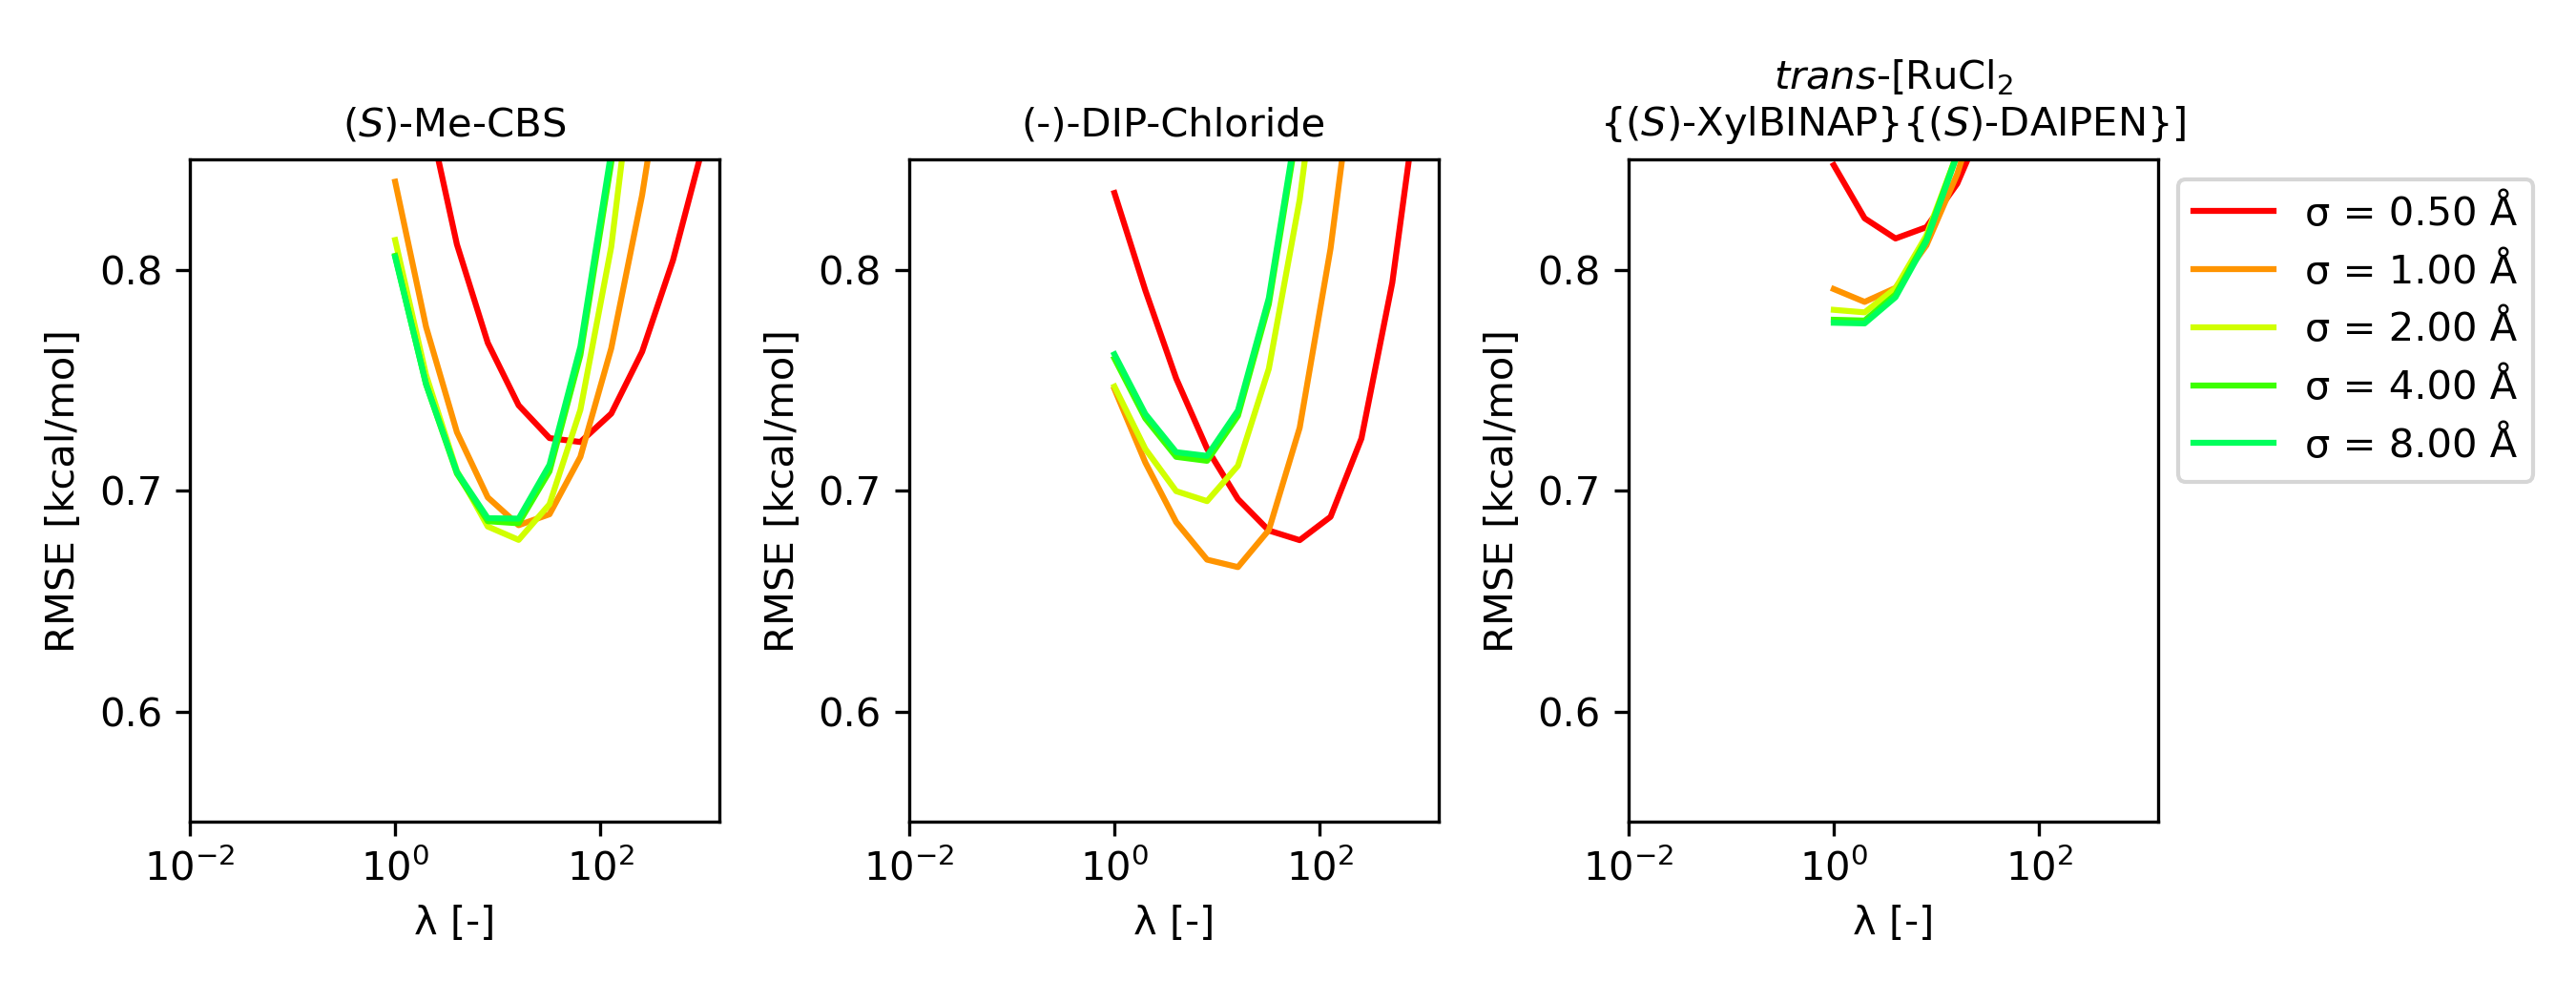 (S)-Me-CBS
RMSE [kcal/mol]
0.8
0.7
0.6
10⁻²
10⁰
10²
λ [-]
(-)-DIP-Chloride
RMSE [kcal/mol]
0.8
0.7
0.6
10⁻²
10⁰
10²
λ [-]
trans-[RuCl₂
{(S)-XylBINAP}{(S)-DAIPEN}]
RMSE [kcal/mol]
0.8
0.7
0.6
10⁻²
10⁰
10²
λ [-]
σ = 0.50 Å
σ = 1.00 Å
σ = 2.00 Å
σ = 4.00 Å
σ = 8.00 Å